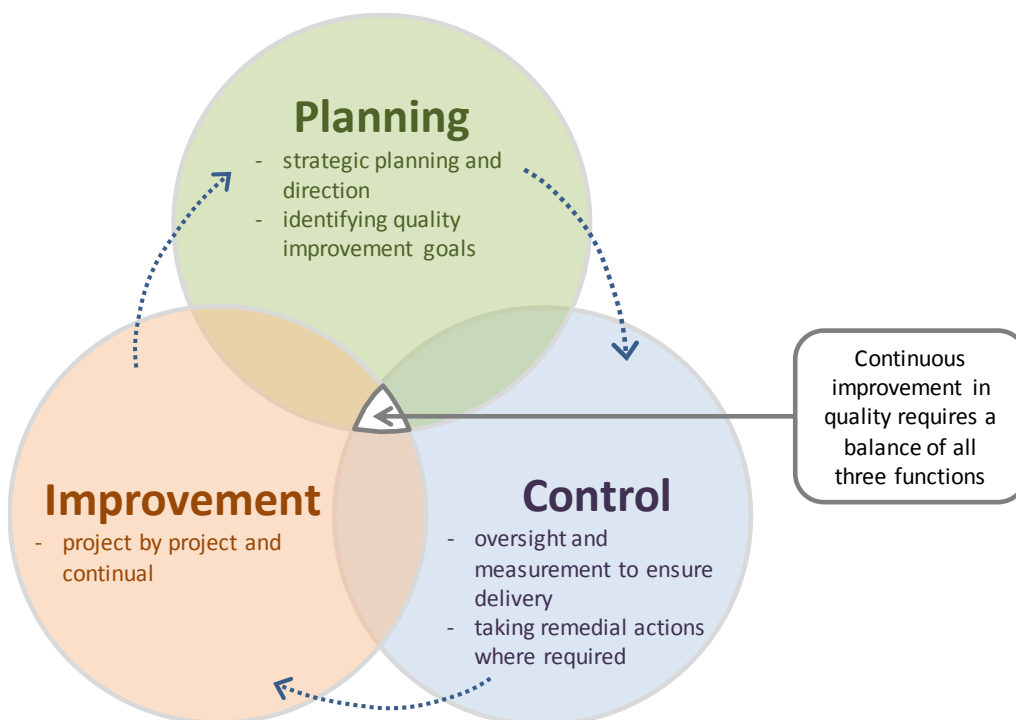 Planning
- strategic planning and
direction
- identifying quality
improvement goals
Improvement
- project by project and
continual
Control
- oversight and
measurement to ensure
delivery
- taking remedial actions
where required
Continuous
improvement in
quality requires a
balance of all
three functions